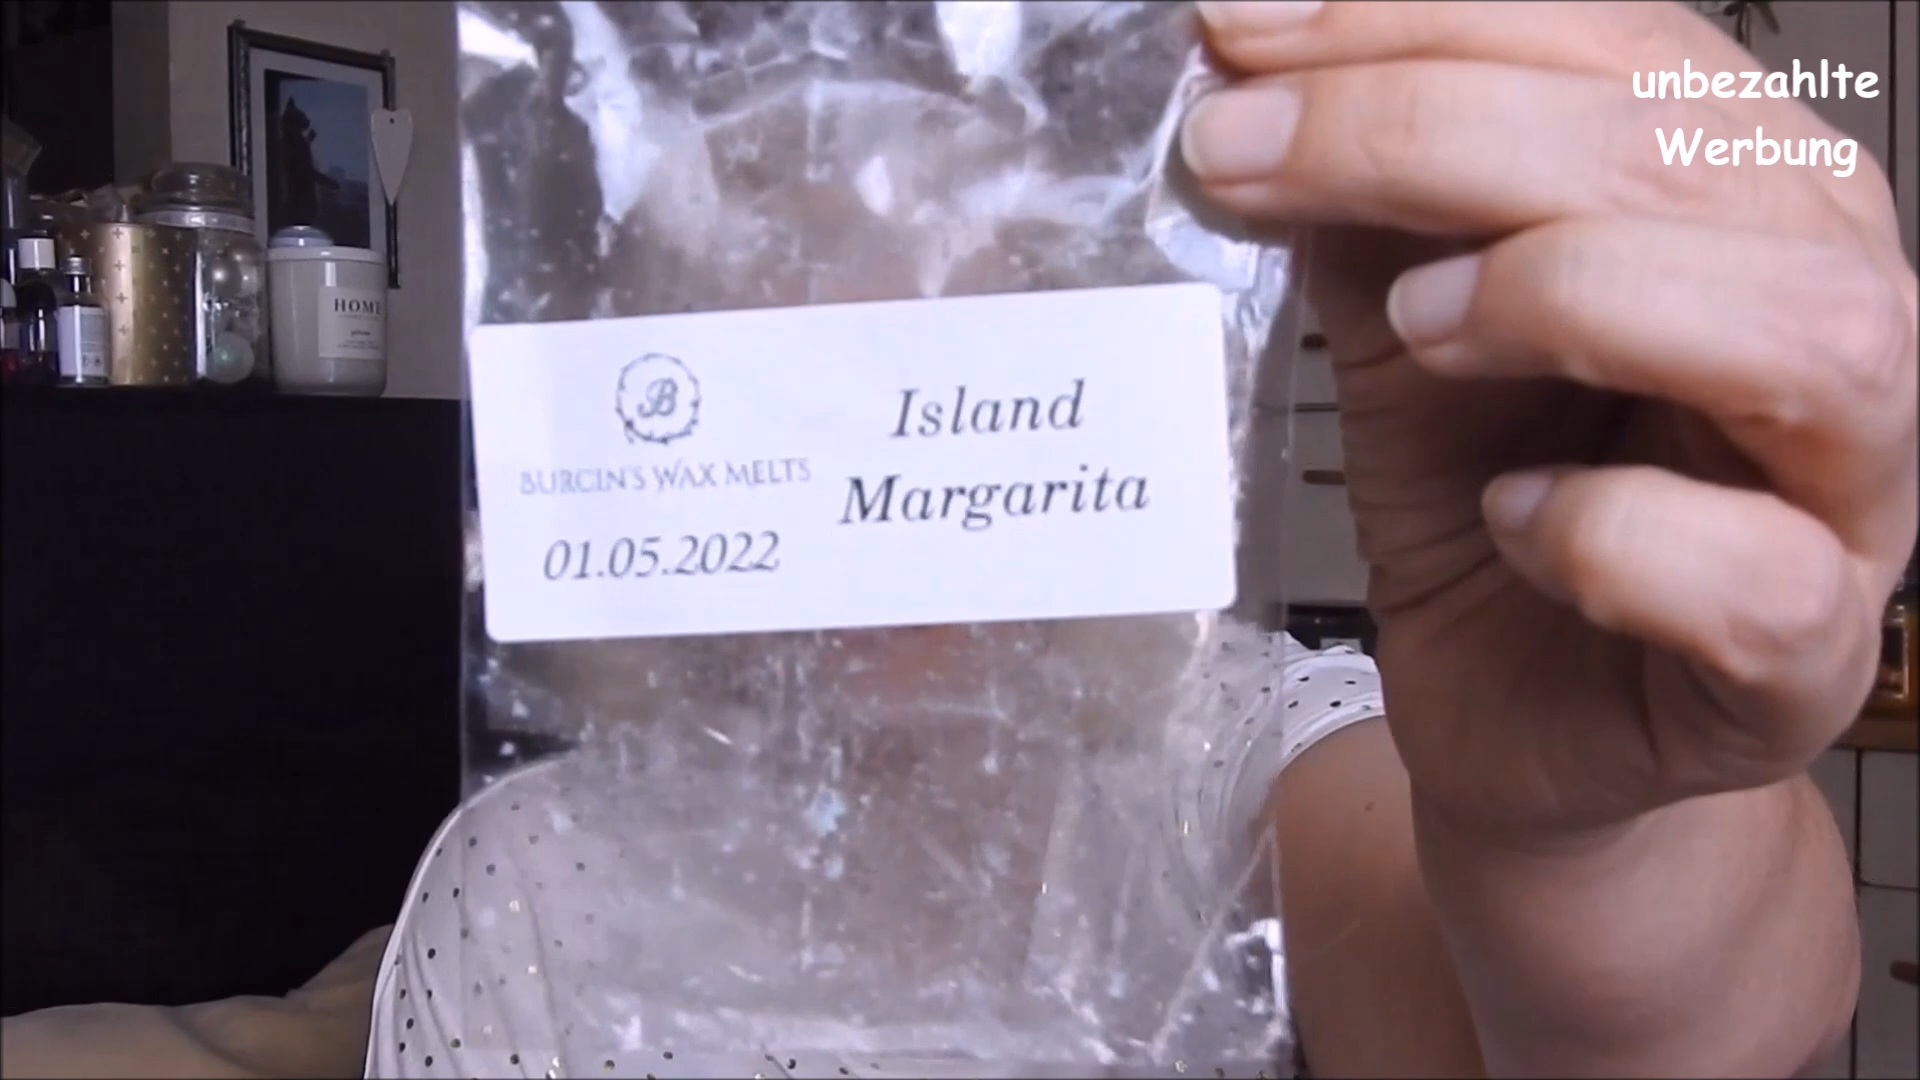 unbezahlte
Werbung
HOME
B
BURCIN'S WAX MELTS
01.05.2022
Island
Margarita